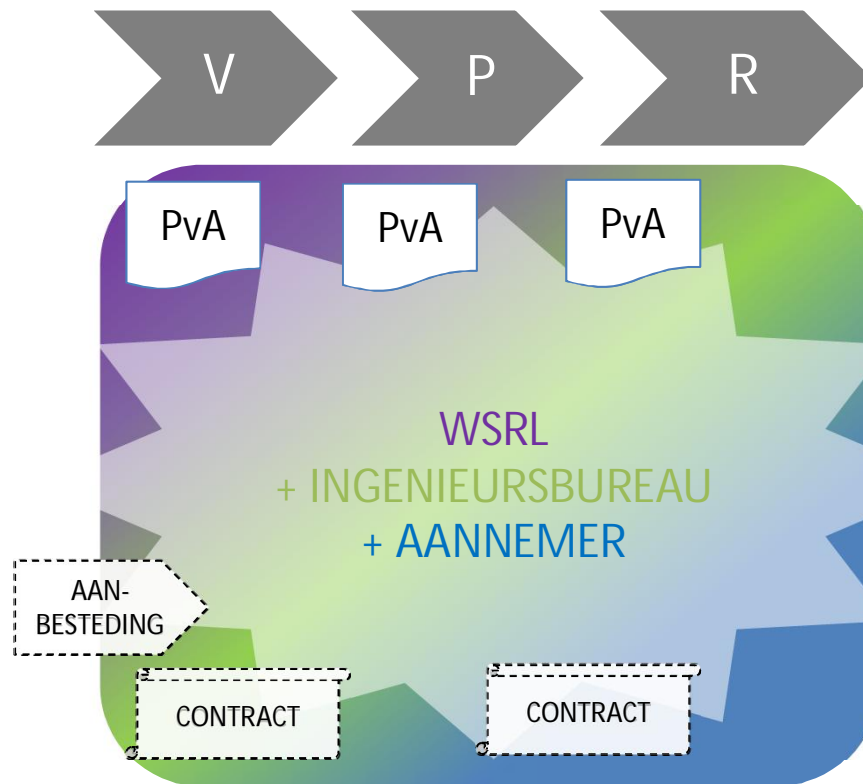 V
P
R
PvA
PvA
PvA
WSRL
+ INGENIEURSBUREAU
+ AANNEMER
AAN-
BESTEDING
CONTRACT
CONTRACT